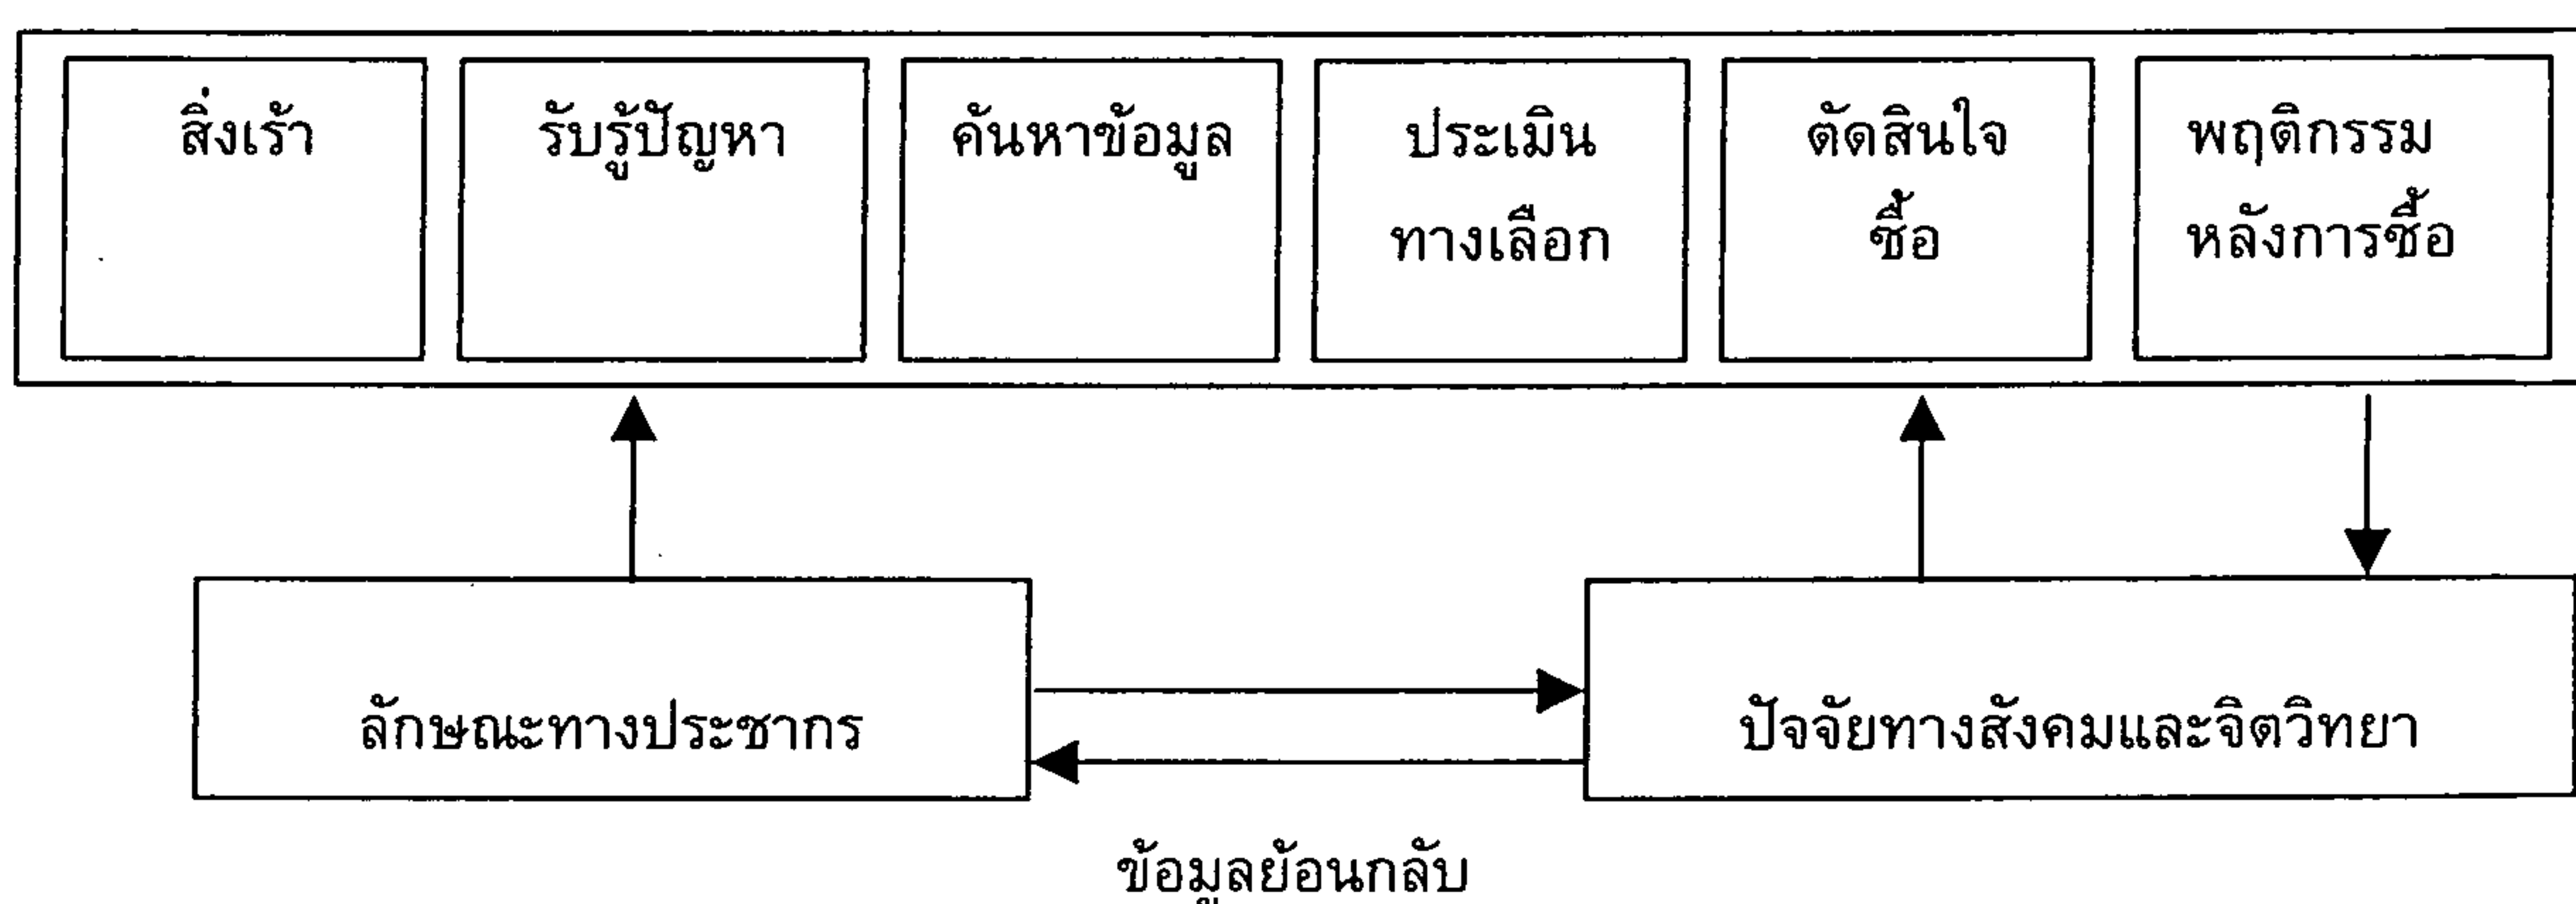 สิ่งเร้า
รับรู้ปัญหา
ค้นหาข้อมูล
ประเมิน
ทางเลือก
ตัดสินใจ
ซื้อ
พฤติกรรม
หลังการซื้อ
ลักษณะทางประชากร
ปัจจัยทางสังคมและจิตวิทยา
ข้อมูลย้อนกลับ